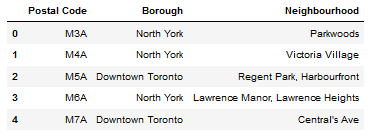 Postal Code Borough Neighbourhood
0 M3A North York Parkwoods
1 M4A North York Victoria Village
2 M5A Downtown Toronto Regent Park, Harbourfront
3 M6A North York Lawrence Manor, Lawrence Heights
4 M7A Downtown Toronto Central's Ave